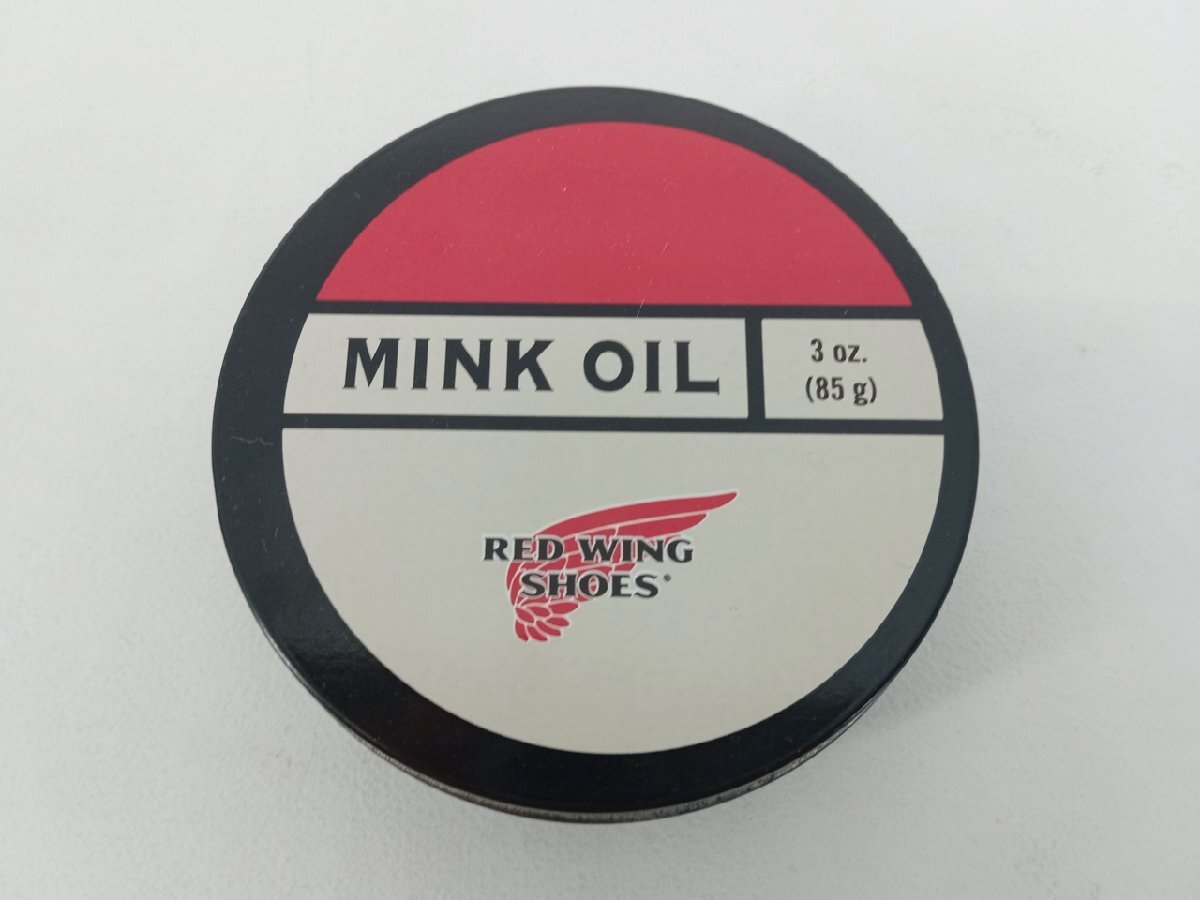 MINK OIL
3 oz.
(85 g)
RED WING
SHOES®